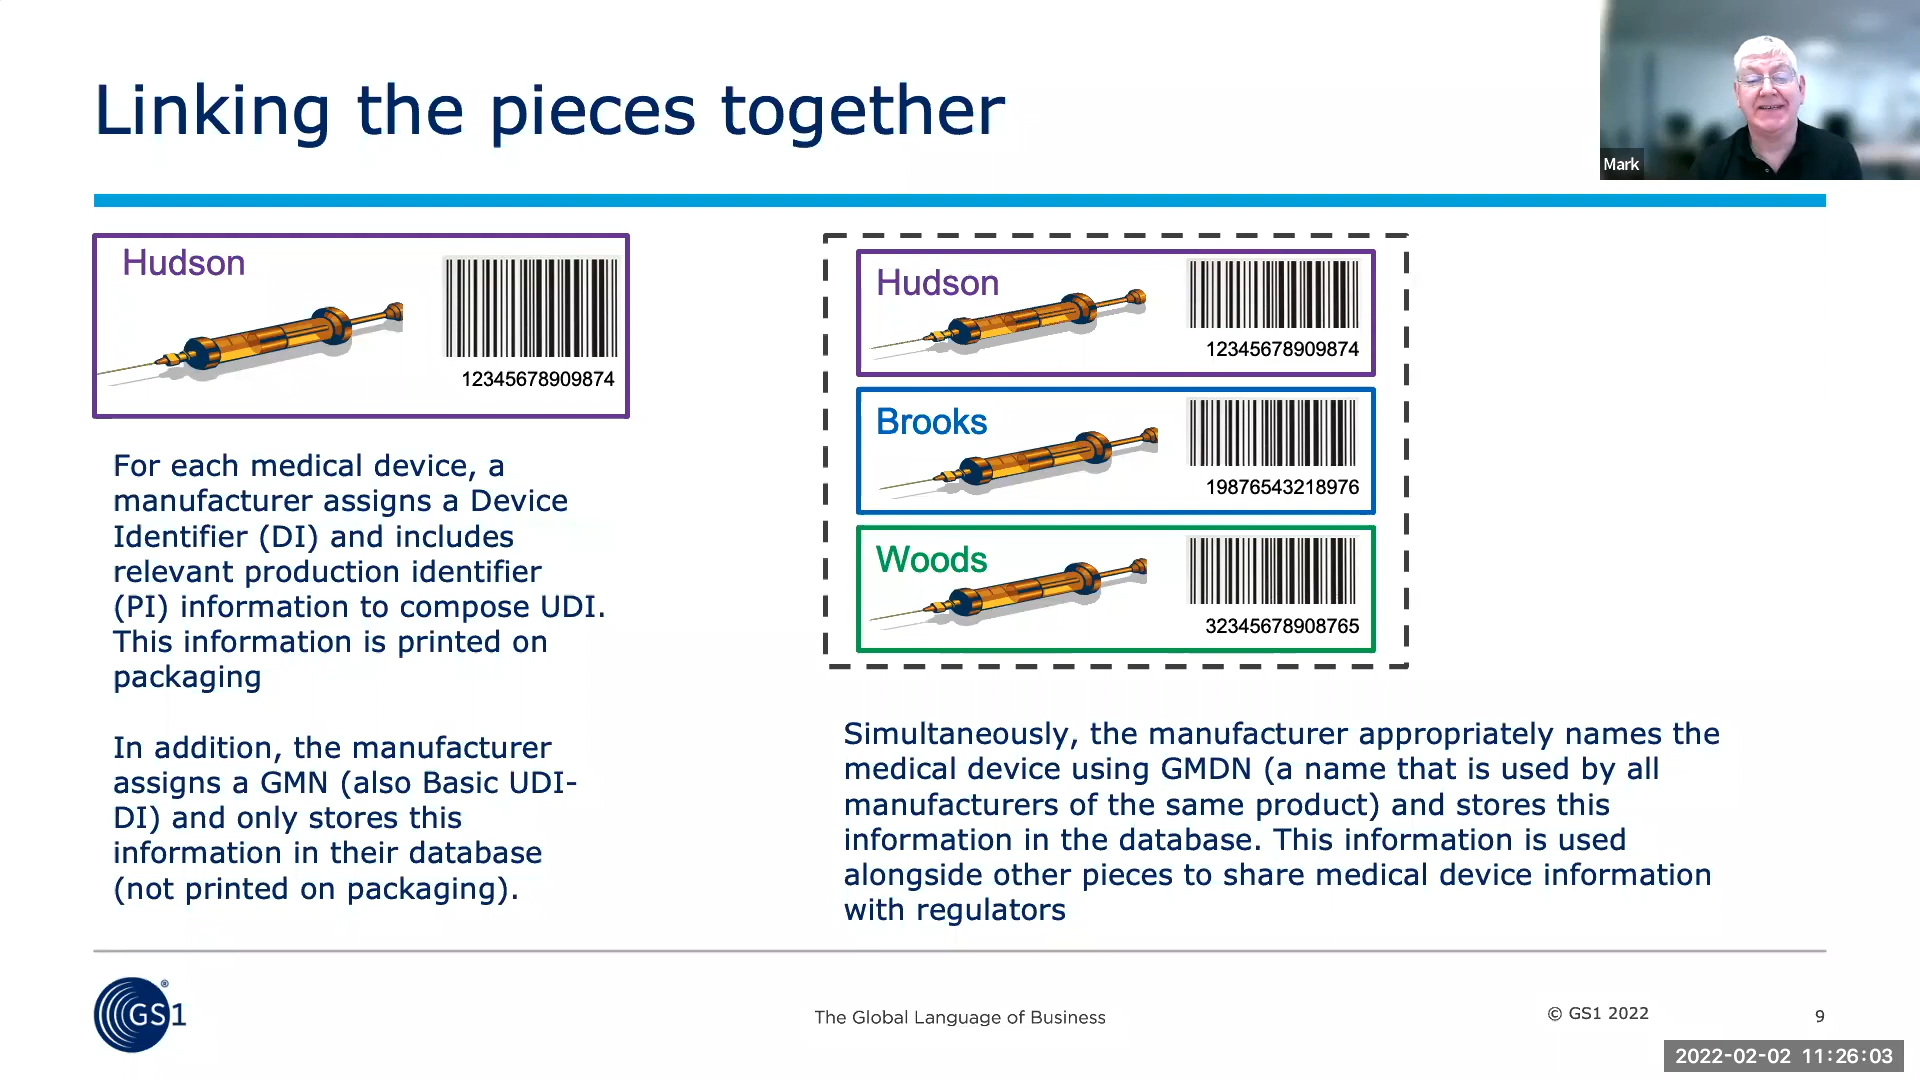 Linking the pieces together
Mark
Hudson
12345678909874
For each medical device, a
manufacturer assigns a Device
Identifier (DI) and includes
relevant production identifier
(PI) information to compose UDI.
This information is printed on
packaging
In addition, the manufacturer
assigns a GMN (also Basic UDI-
DI) and only stores this
information in their database
(not printed on packaging).
Hudson
12345678909874
Brooks
19876543218976
Woods
32345678908765
Simultaneously, the manufacturer appropriately names the
medical device using GMDN (a name that is used by all
manufacturers of the same product) and stores this
information in the database. This information is used
alongside other pieces to share medical device information
with regulators
GS1®
The Global Language of Business
© GS1 2022
9
2022-02-02 11:26:03